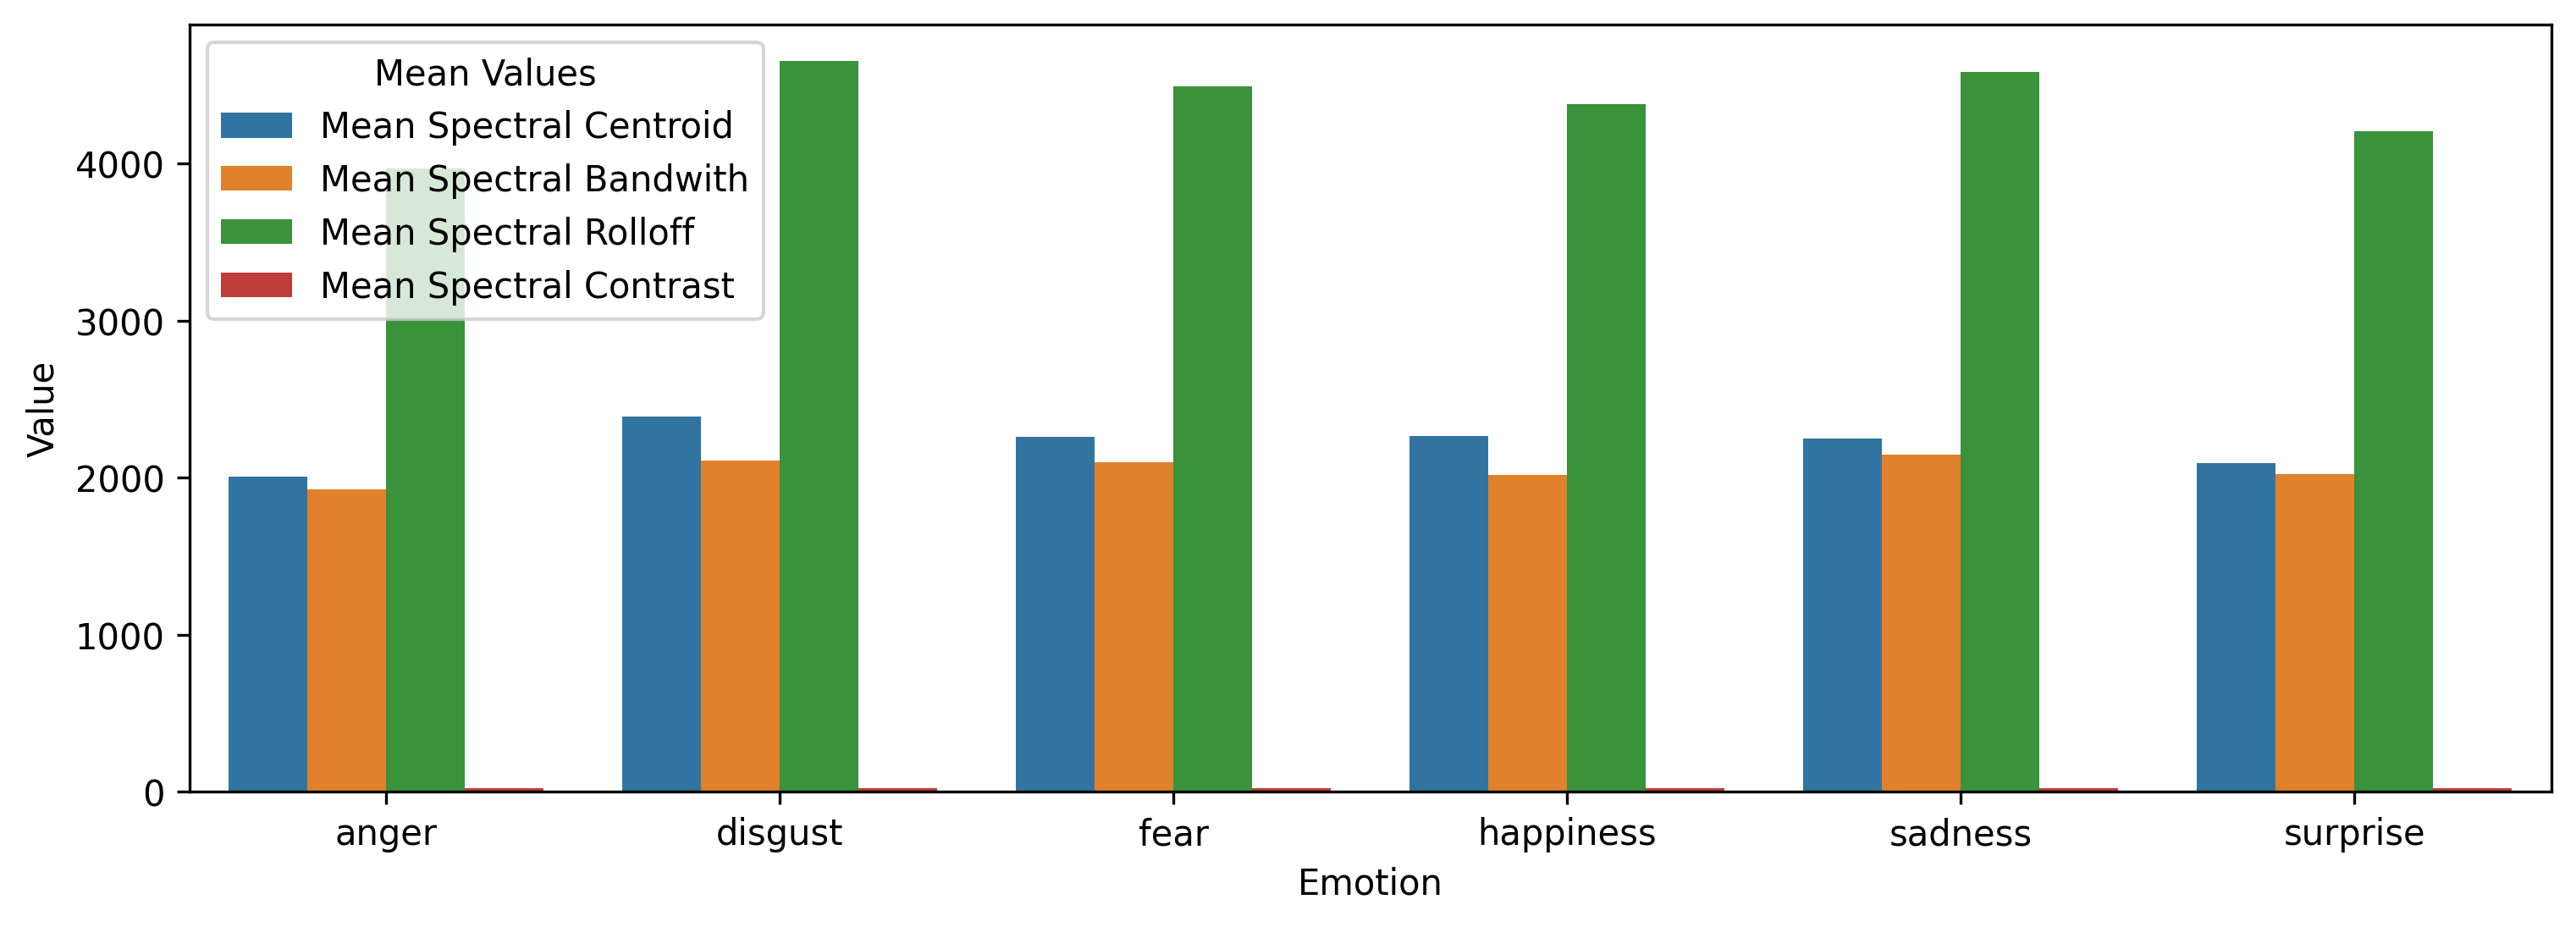 Mean Values
Mean Spectral Centroid
Mean Spectral Bandwith
Mean Spectral Rolloff
Mean Spectral Contrast
Value
4000
3000
2000
1000
0
anger disgust fear happiness sadness surprise
Emotion